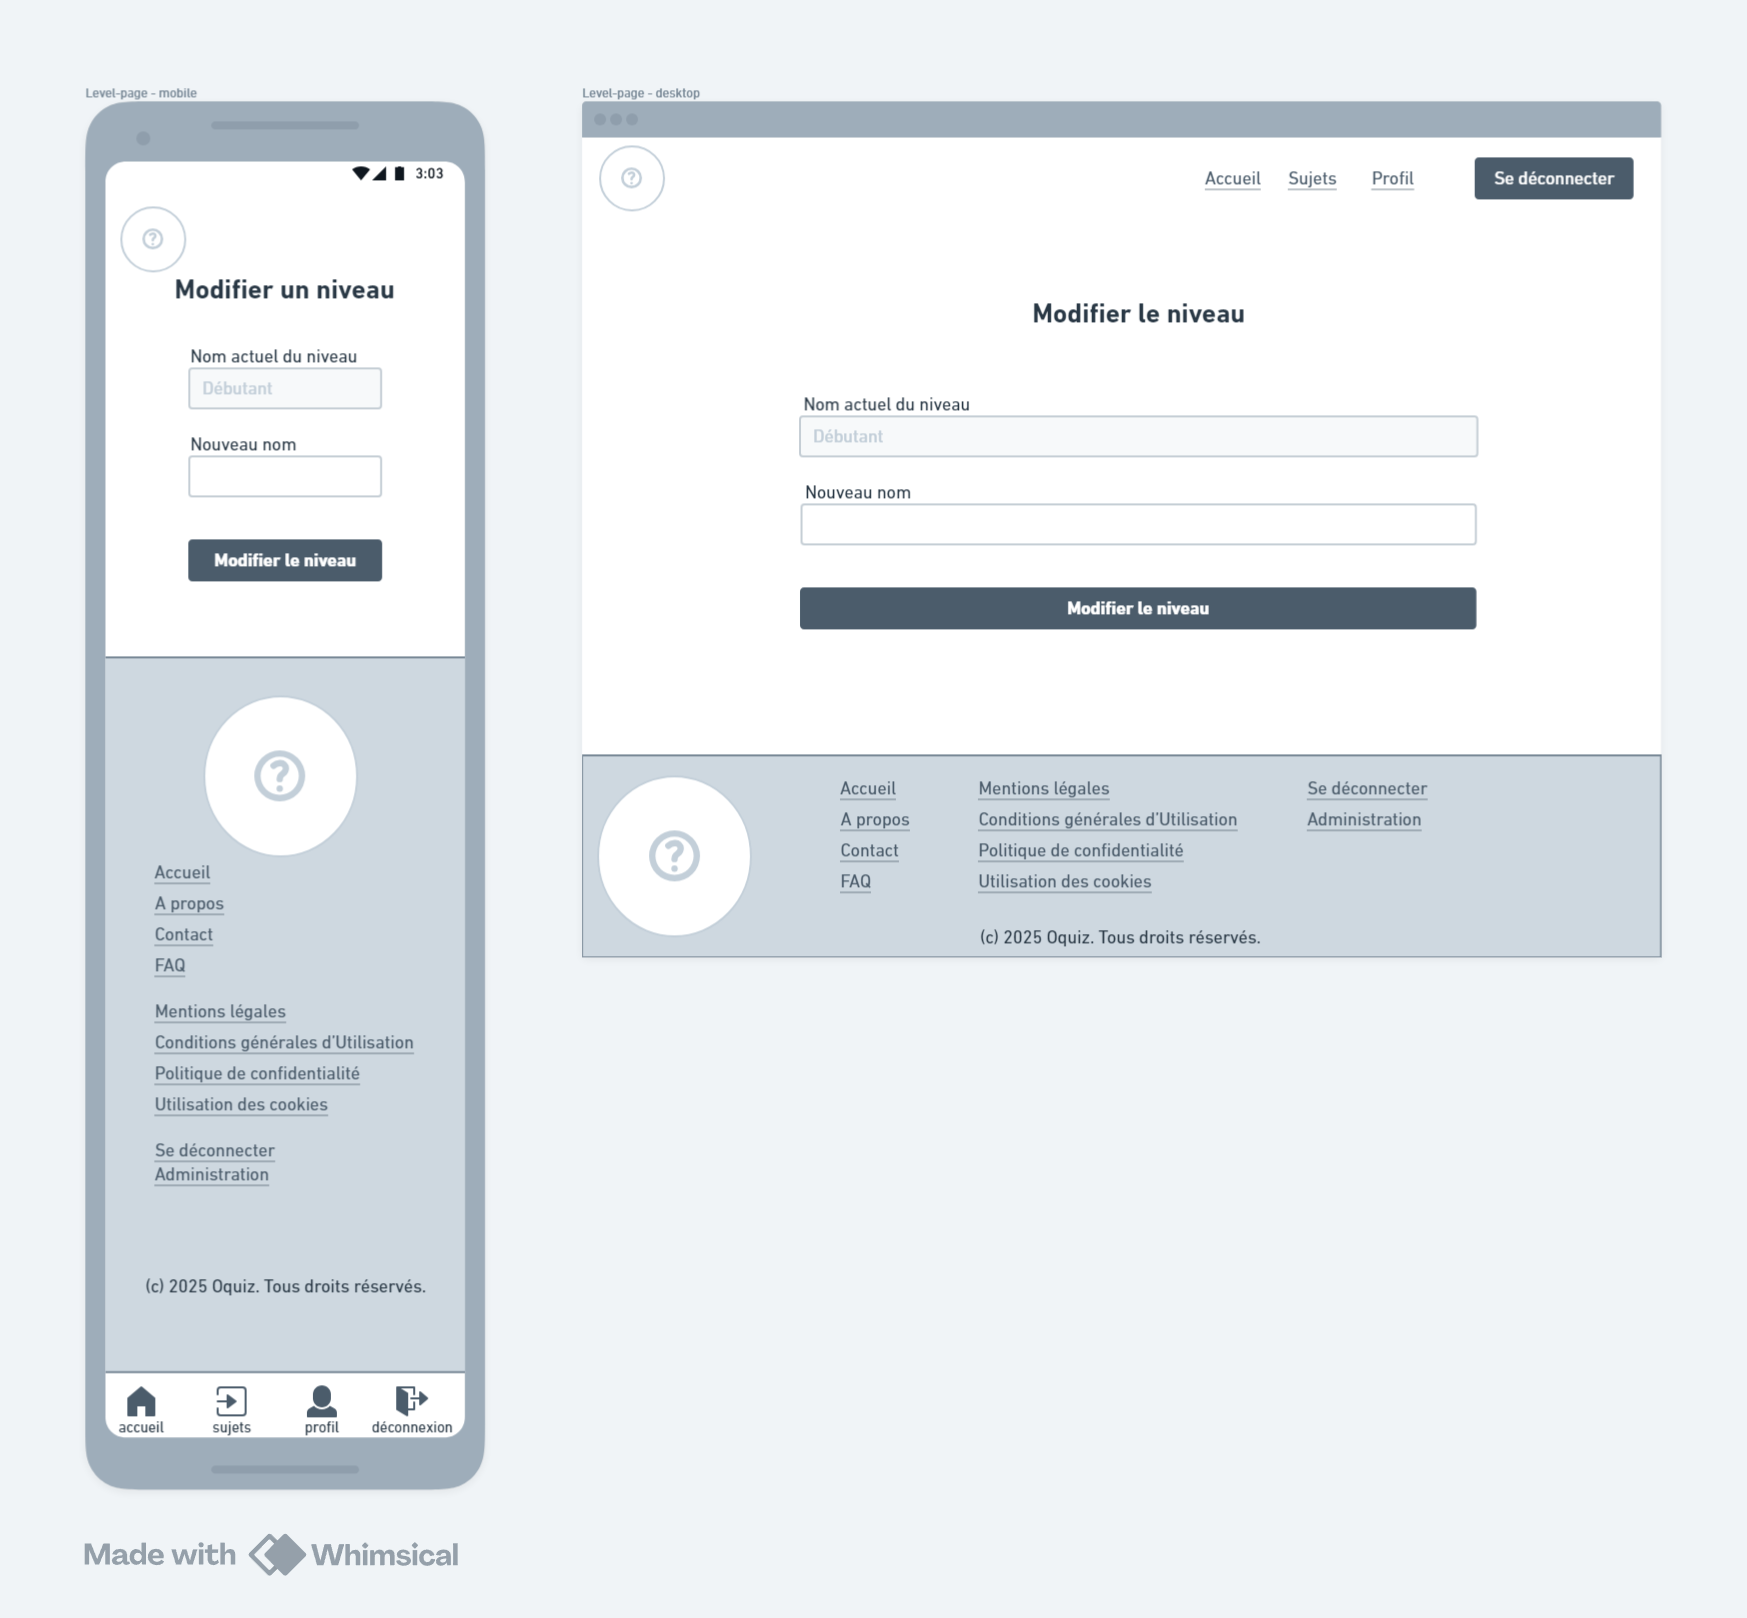 Level-page - mobile
3:03
Modifier un niveau
Nom actuel du niveau
Débutant
Nouveau nom
Modifier le niveau
Accueil
A propos
Contact
FAQ
Mentions légales
Conditions générales d'Utilisation
Politique de confidentialité
Utilisation des cookies
Se déconnecter
Administration
(c) 2025 Oquiz. Tous droits réservés.
accueil sujets profil déconnexion
Level-page - desktop
Accueil Sujets Profil Se déconnecter
Modifier le niveau
Nom actuel du niveau
Débutant
Nouveau nom
Modifier le niveau
Accueil
A propos
Contact
FAQ
Mentions légales
Conditions générales d'Utilisation
Politique de confidentialité
Utilisation des cookies
Se déconnecter
Administration
(c) 2025 Oquiz. Tous droits réservés.
Made with Whimsical